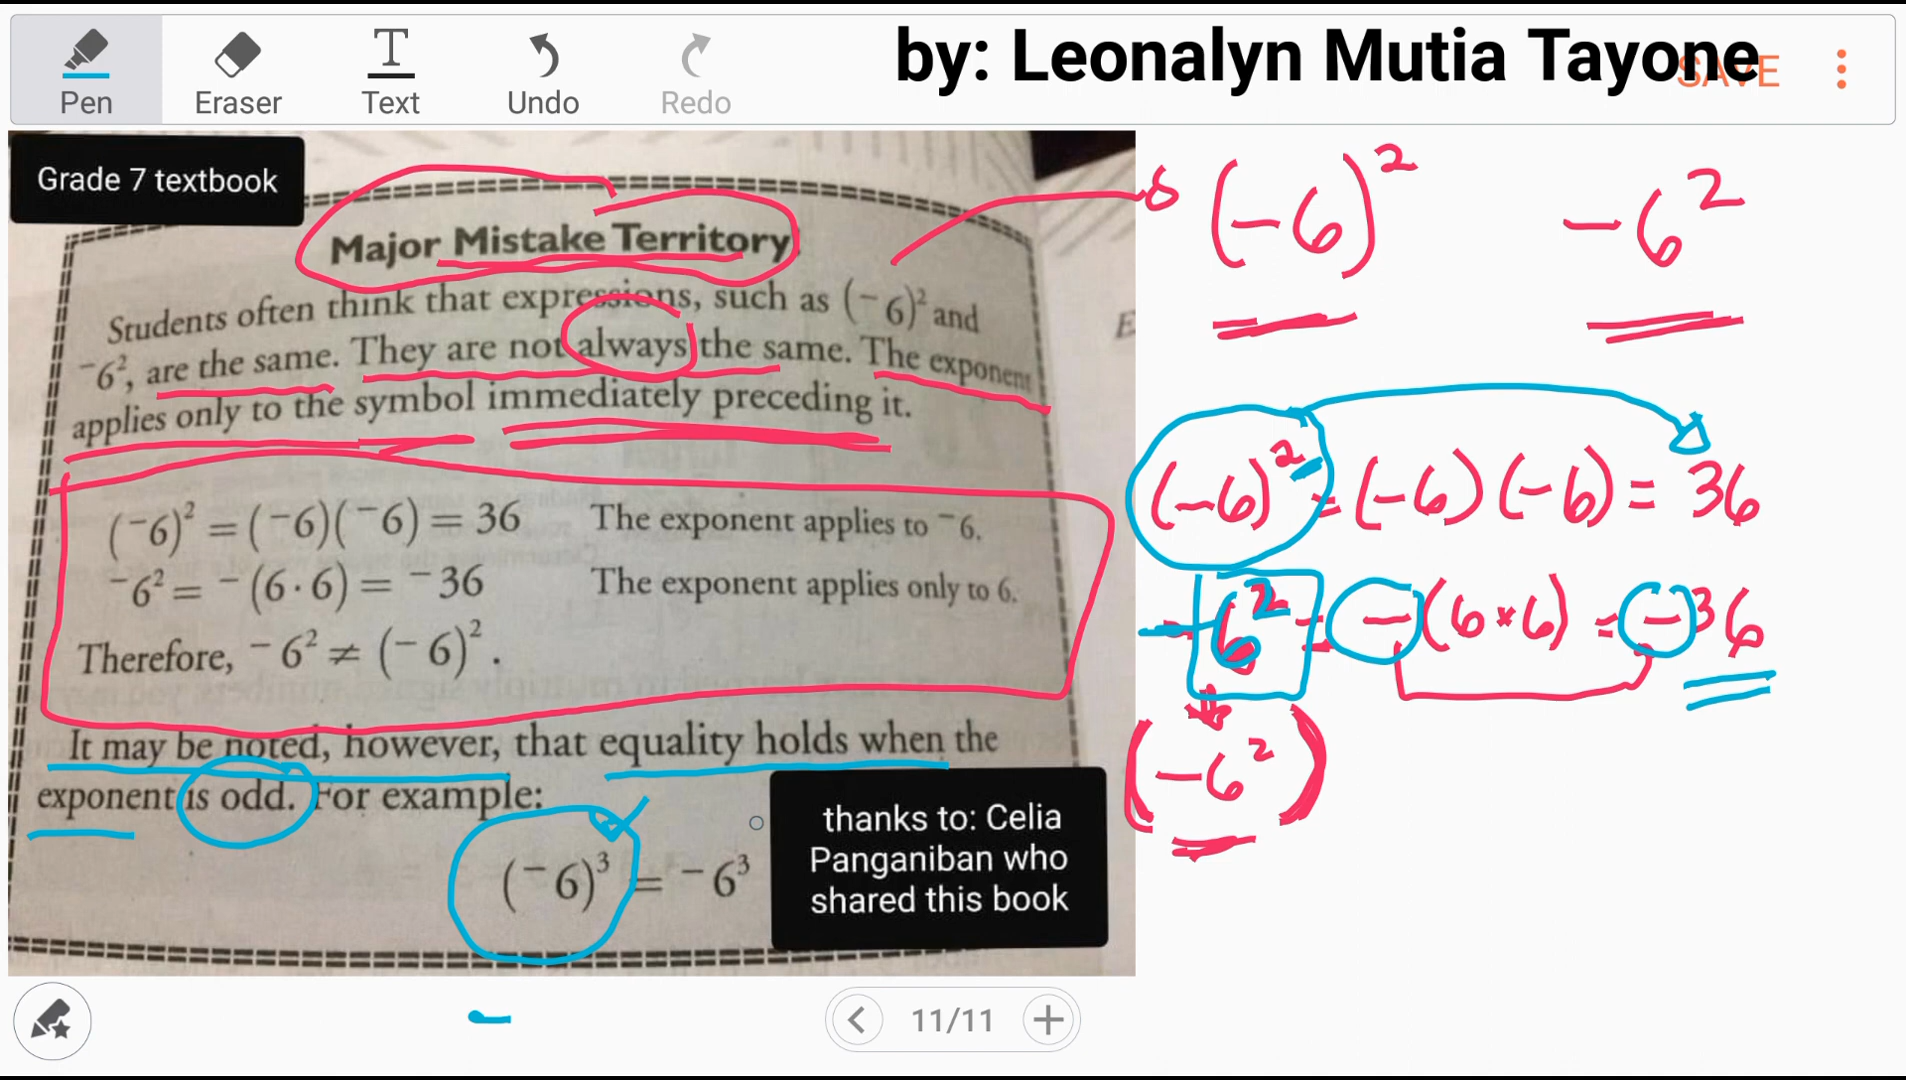 Pen
Eraser
Text
Undo
Redo
by: Leonalyn Mutia Tayone
SAVE
Grade 7 textbook
Major Mistake Territory
Students often think that expressions, such as (⁻6)² and
⁻6², are the same. They are not always the same. The exponent
applies only to the symbol immediately preceding it.
(⁻6)² = (⁻6)(⁻6) = 36 The exponent applies to ⁻6.
⁻6² = ⁻(6·6) = ⁻36 The exponent applies only to 6.
Therefore, ⁻6² ≠ (⁻6)².
It may be noted, however, that equality holds when the
exponent is odd. For example:
(⁻6)³ = ⁻6³
thanks to: Celia
Panganiban who
shared this book
(-6)² -6²
(-6)² = (-6)(-6) = 36
-6² = -(6*6) = -36
(-6²)
11/11